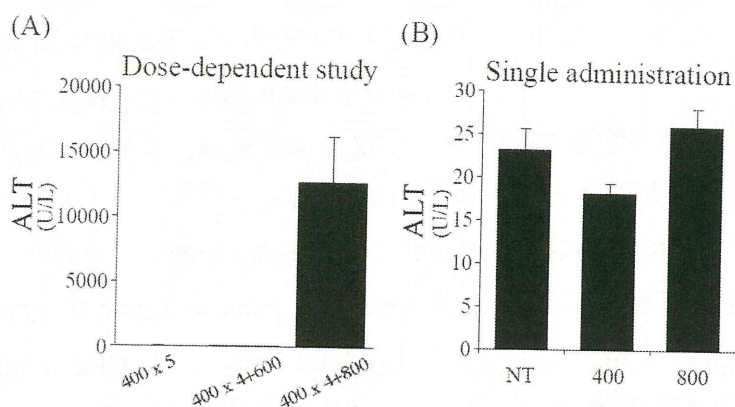 (A)
Dose-dependent study
ALT
(U/L)
20000
15000
10000
5000
0
400 x 5
400 x 4+600
400 x 4+800
(B)
Single administration
ALT
(U/L)
30
25
20
15
10
5
0
NT
400
800